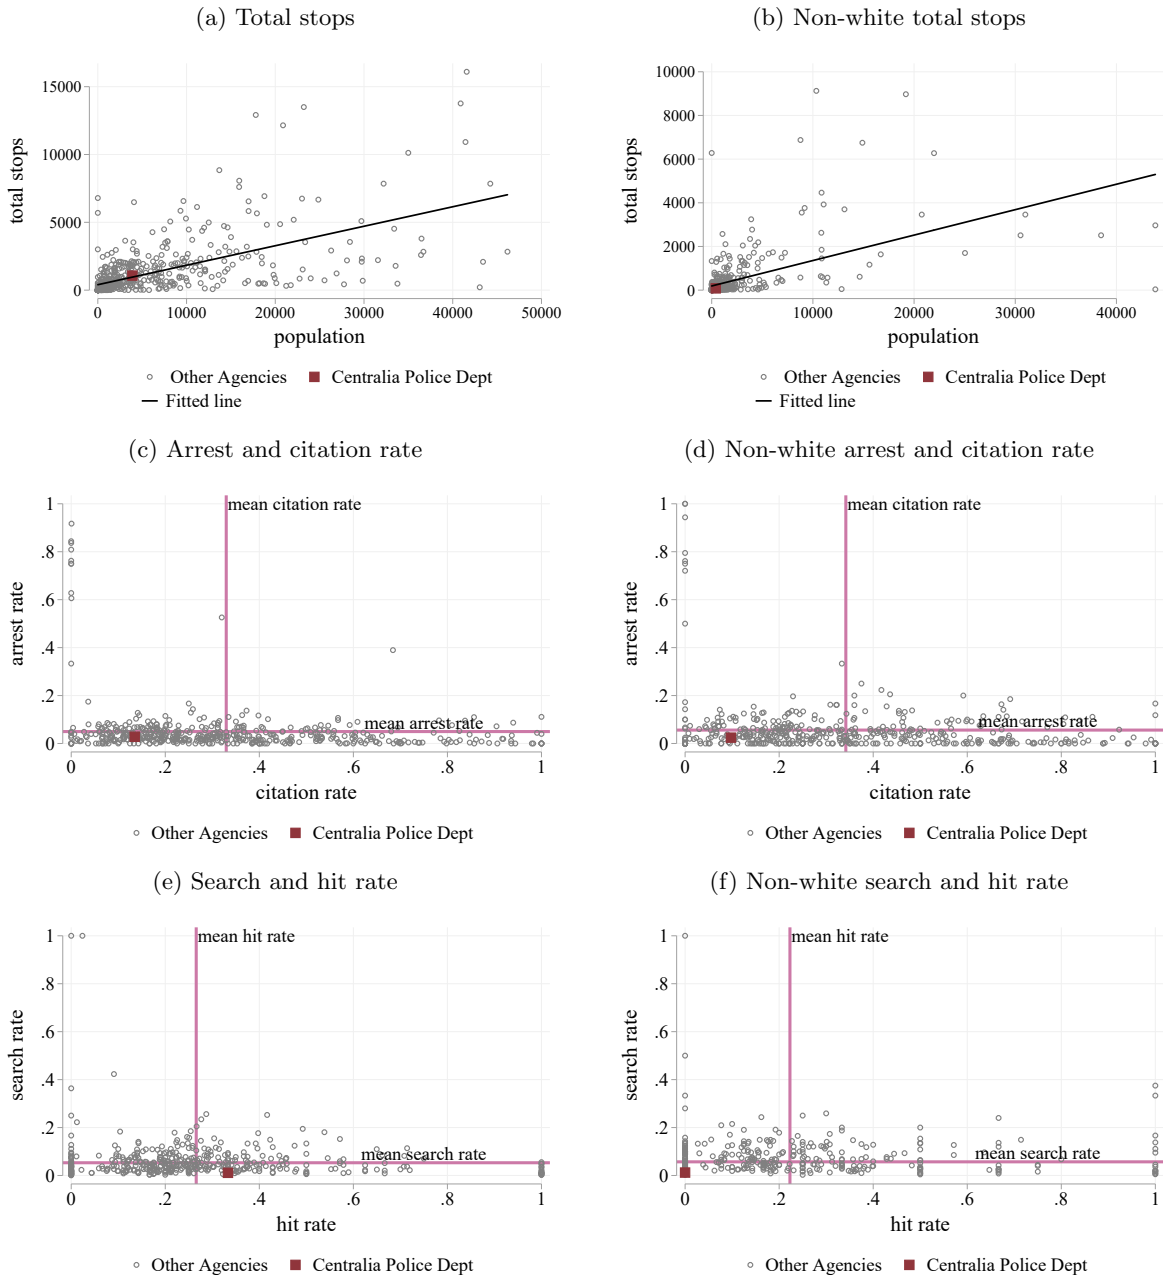 (a) Total stops
(b) Non-white total stops
total stops
15000
10000
5000
0
0 10000 20000 30000 40000 50000
population
Other Agencies Centralia Police Dept
Fitted line
total stops
10000
8000
6000
4000
2000
0
0 10000 20000 30000 40000
population
Other Agencies Centralia Police Dept
Fitted line
(c) Arrest and citation rate
(d) Non-white arrest and citation rate
arrest rate
1
.8
.6
.4
.2
0
mean citation rate
mean arrest rate
0 .2 .4 .6 .8 1
citation rate
Other Agencies Centralia Police Dept
arrest rate
1
.8
.6
.4
.2
0
mean citation rate
mean arrest rate
0 .2 .4 .6 .8 1
citation rate
Other Agencies Centralia Police Dept
(e) Search and hit rate
(f) Non-white search and hit rate
search rate
1
.8
.6
.4
.2
0
mean hit rate
mean search rate
0 .2 .4 .6 .8 1
hit rate
Other Agencies Centralia Police Dept
search rate
1
.8
.6
.4
.2
0
mean hit rate
mean search rate
0 .2 .4 .6 .8 1
hit rate
Other Agencies Centralia Police Dept